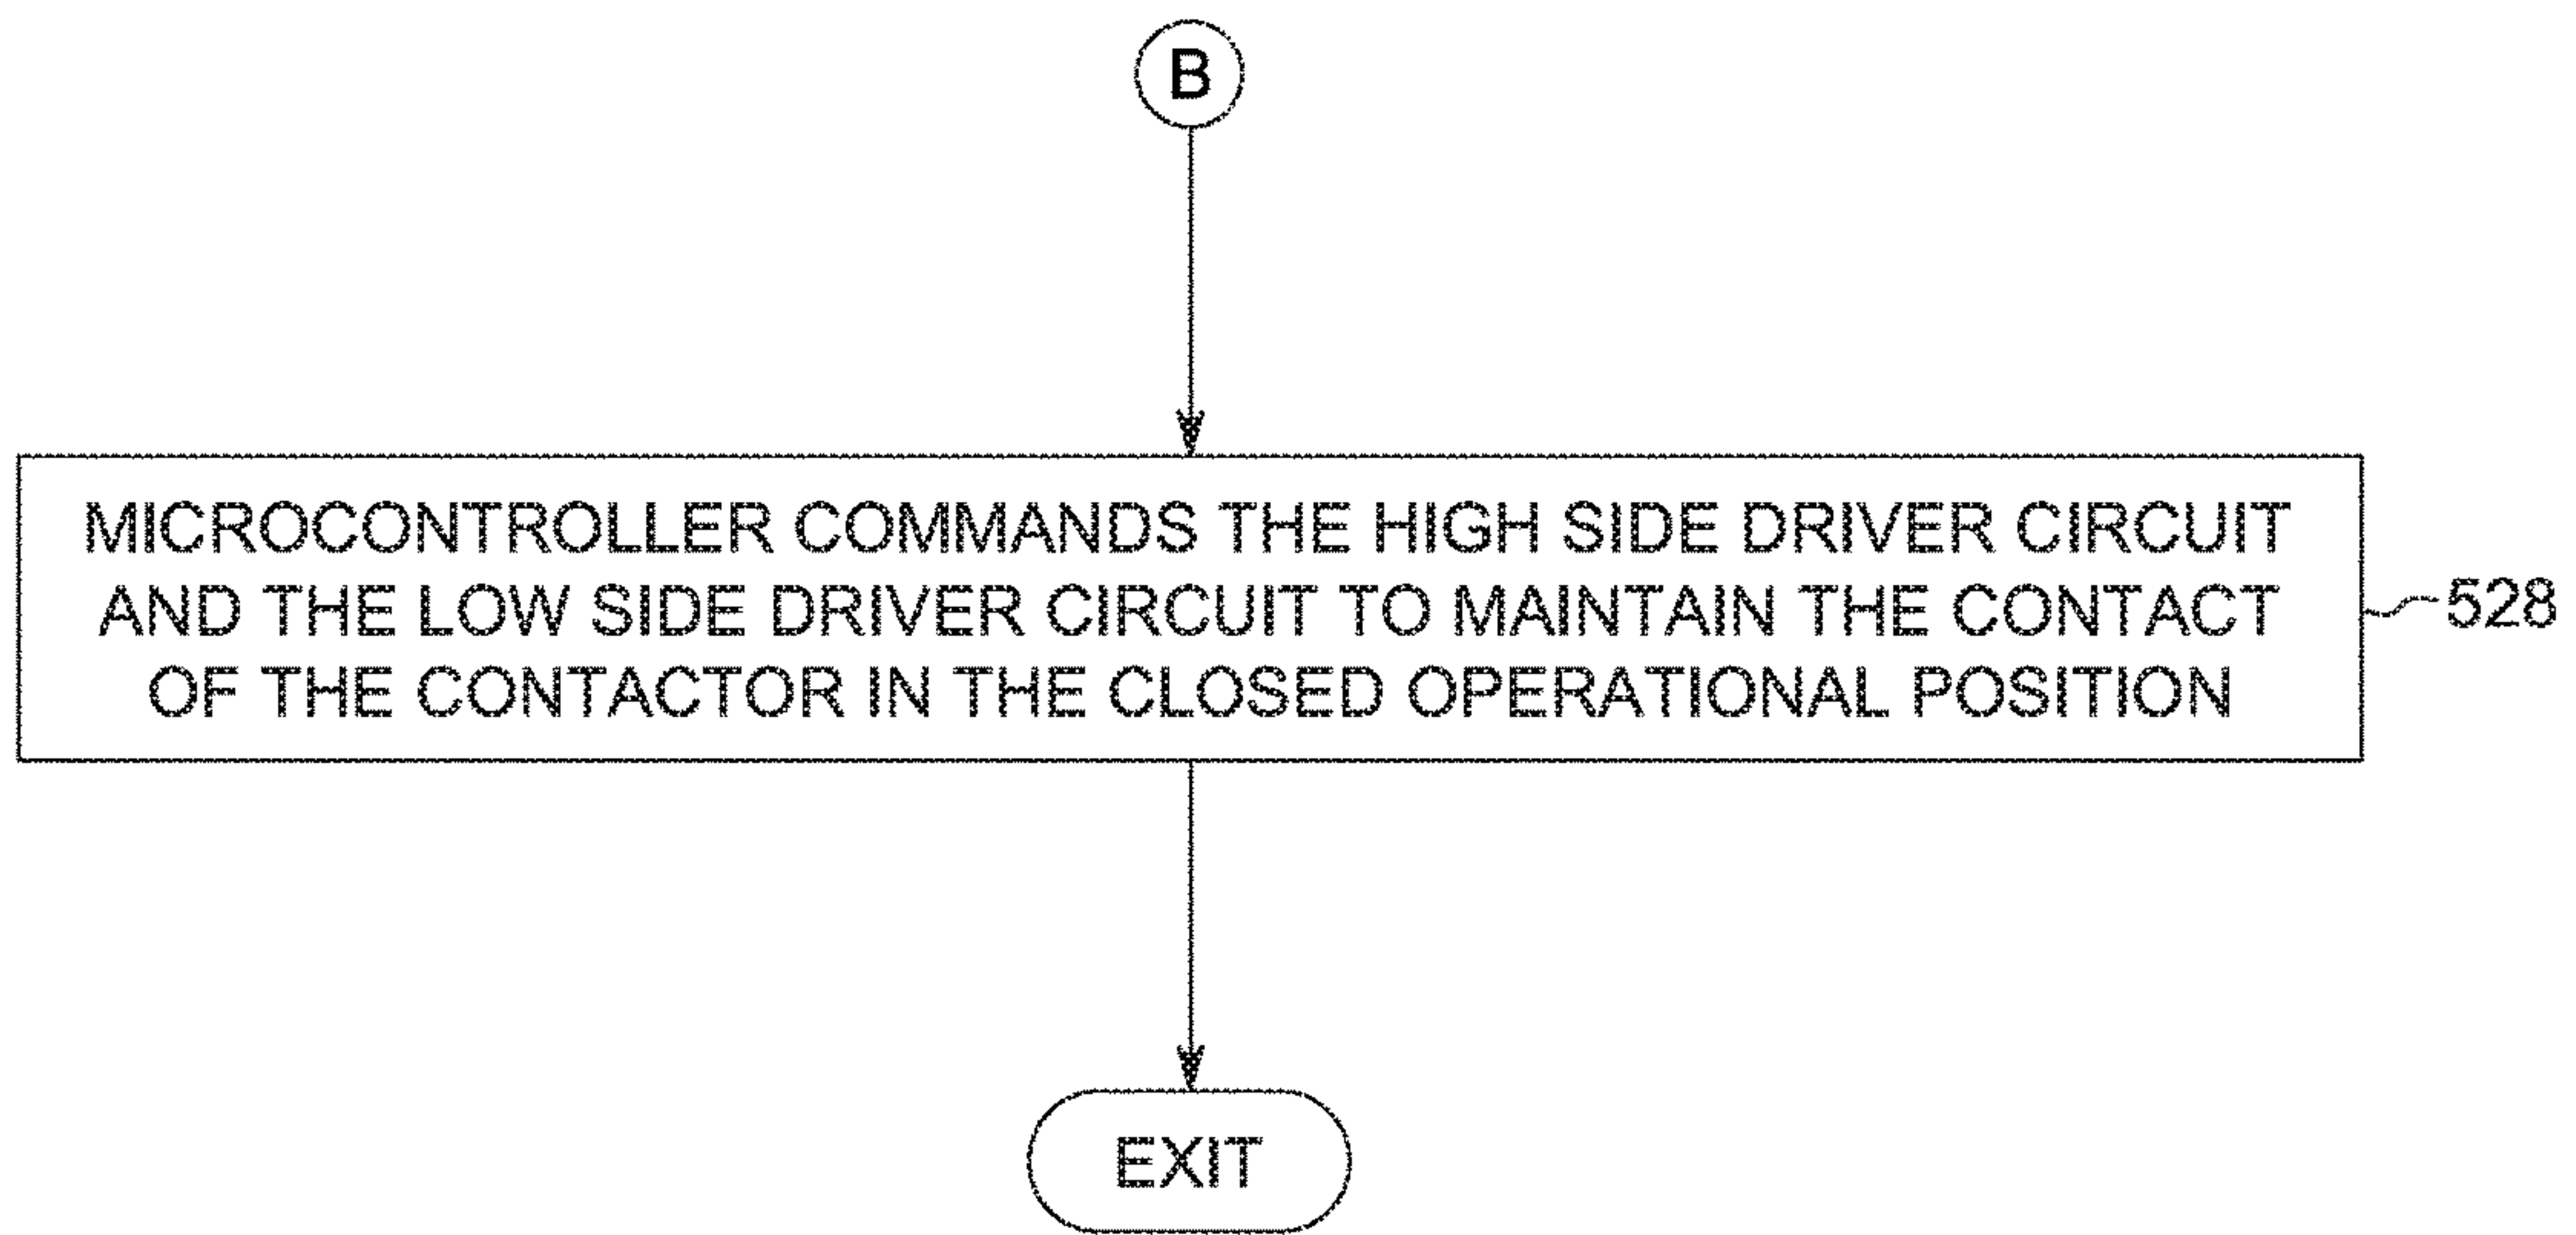 B
MICROCONTROLLER COMMANDS THE HIGH SIDE DRIVER CIRCUIT
AND THE LOW SIDE DRIVER CIRCUIT TO MAINTAIN THE CONTACT
OF THE CONTACTOR IN THE CLOSED OPERATIONAL POSITION
528
EXIT